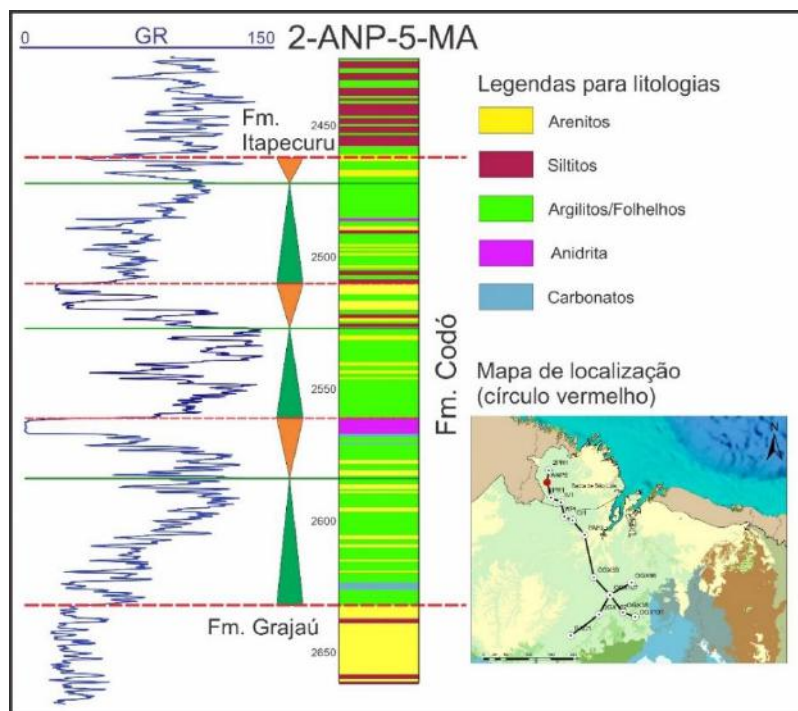 0 GR 150
2-ANP-5-MA
Fm.
Itapecuru
2450
2500
2550
2600
2650
Fm. Codó
Fm. Grajaú
Legendas para litologias
Arenitos
Siltitos
Argilitos/Folhelhos
Anidrita
Carbonatos
Mapa de localização
(círculo vermelho)
N